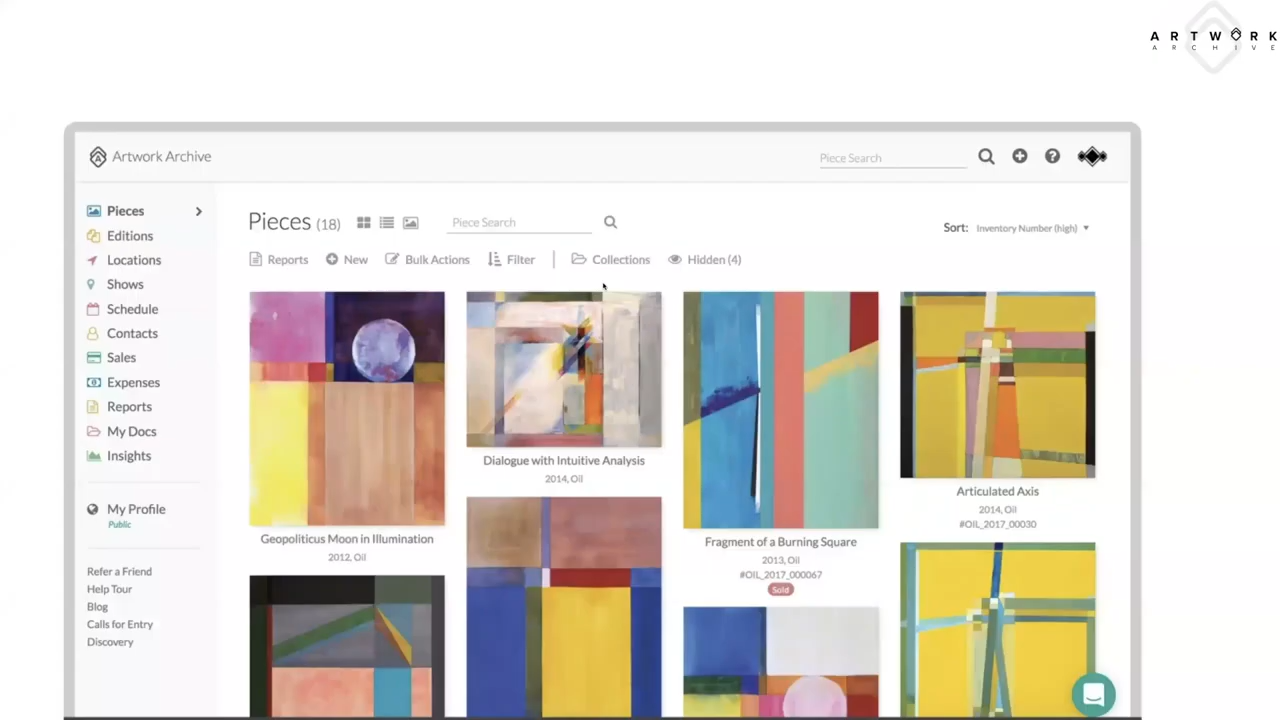 ARTWORK
ARCHIVE
Artwork Archive
Piece Search
Pieces
Editions
Locations
Shows
Schedule
Contacts
Sales
Expenses
Reports
My Docs
Insights
My Profile
Public
Refer a Friend
Help Tour
Blog
Calls for Entry
Discovery
Pieces (18)
Piece Search
Sort: Inventory Number (high)
Reports New Bulk Actions Filter Collections Hidden (4)
Geopoliticus Moon in Illumination
2012, Oil
Dialogue with Intuitive Analysis
2014, Oil
Fragment of a Burning Square
2013, Oil
#OIL_2017_000067
Sold
Articulated Axis
2014, Oil
#OIL_2017_00030